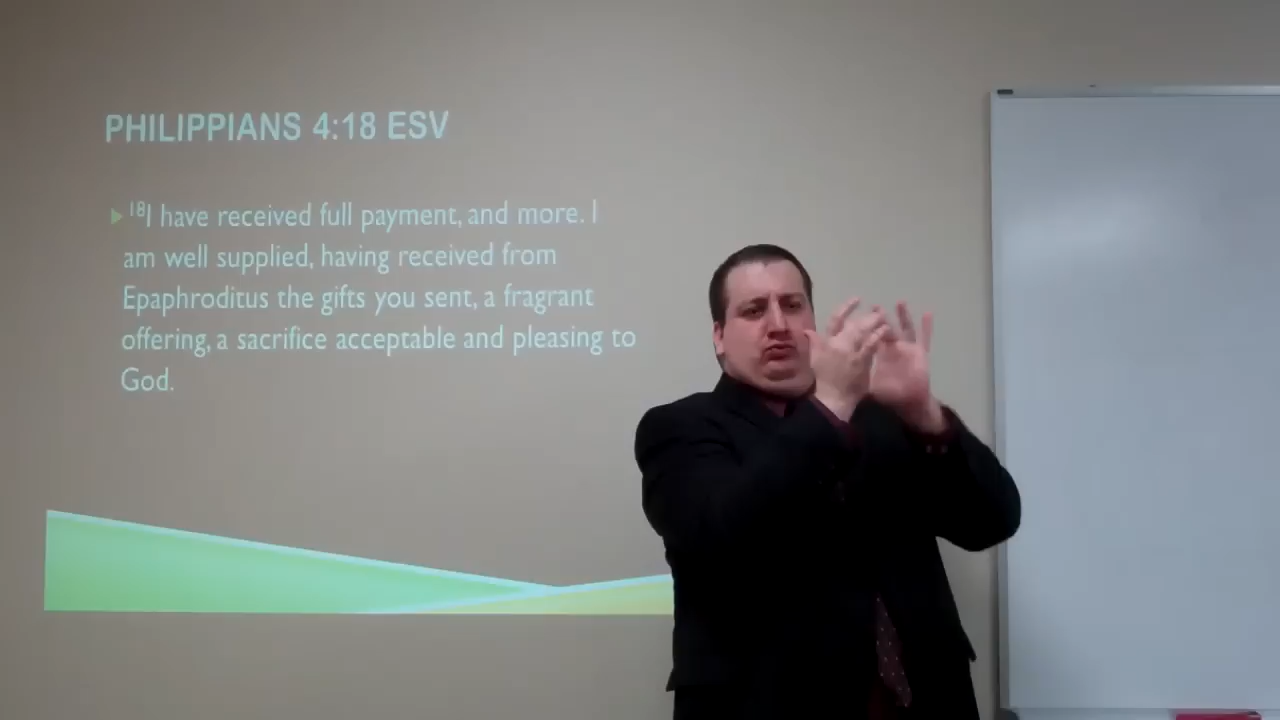 PHILIPPIANS 4:18 ESV
18I have received full payment, and more. I
am well supplied, having received from
Epaphroditus the gifts you sent, a fragrant
offering, a sacrifice acceptable and pleasing to
God.